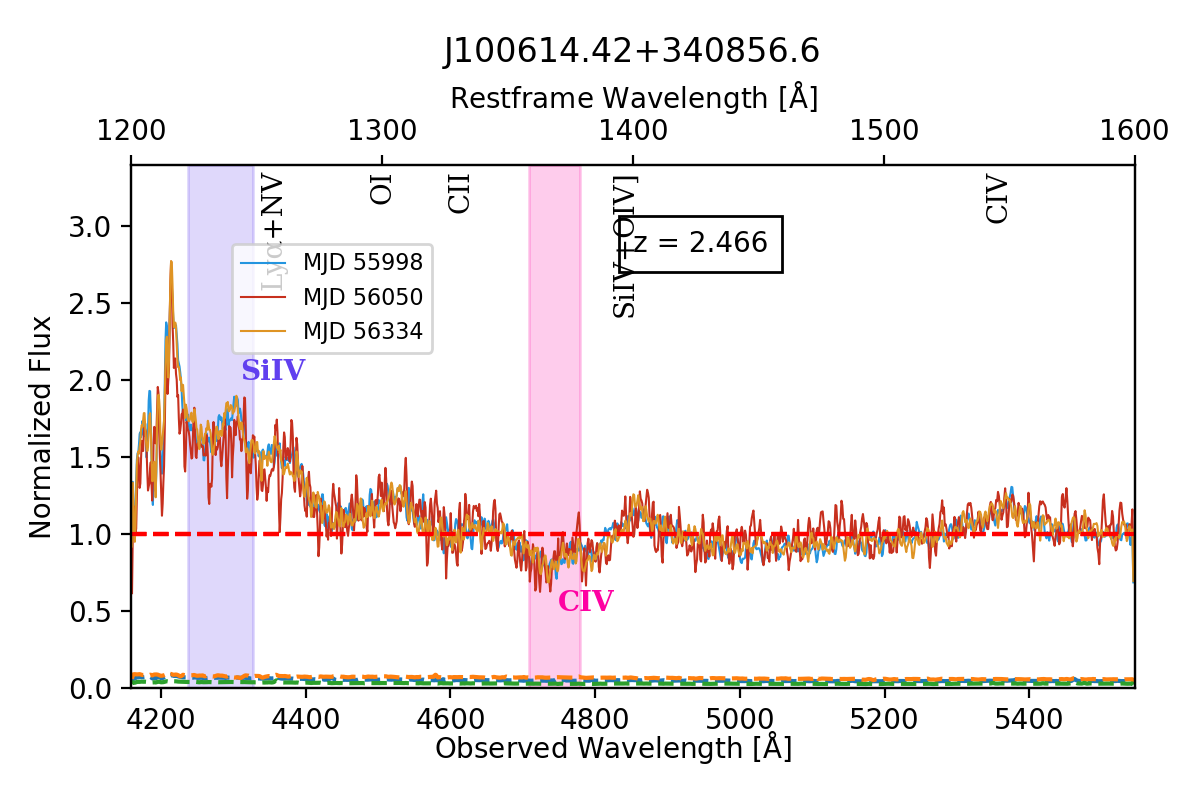 J100614.42+340856.6
Restframe Wavelength [Å]
1200 1300 1400 1500 1600
Lyα+NV
OI
CII
SiIV+OIV]
CIV
z = 2.466
MJD 55998
MJD 56050
MJD 56334
SiIV
CIV
Normalized Flux
3.0
2.5
2.0
1.5
1.0
0.5
0.0
4200 4400 4600 4800 5000 5200 5400
Observed Wavelength [Å]